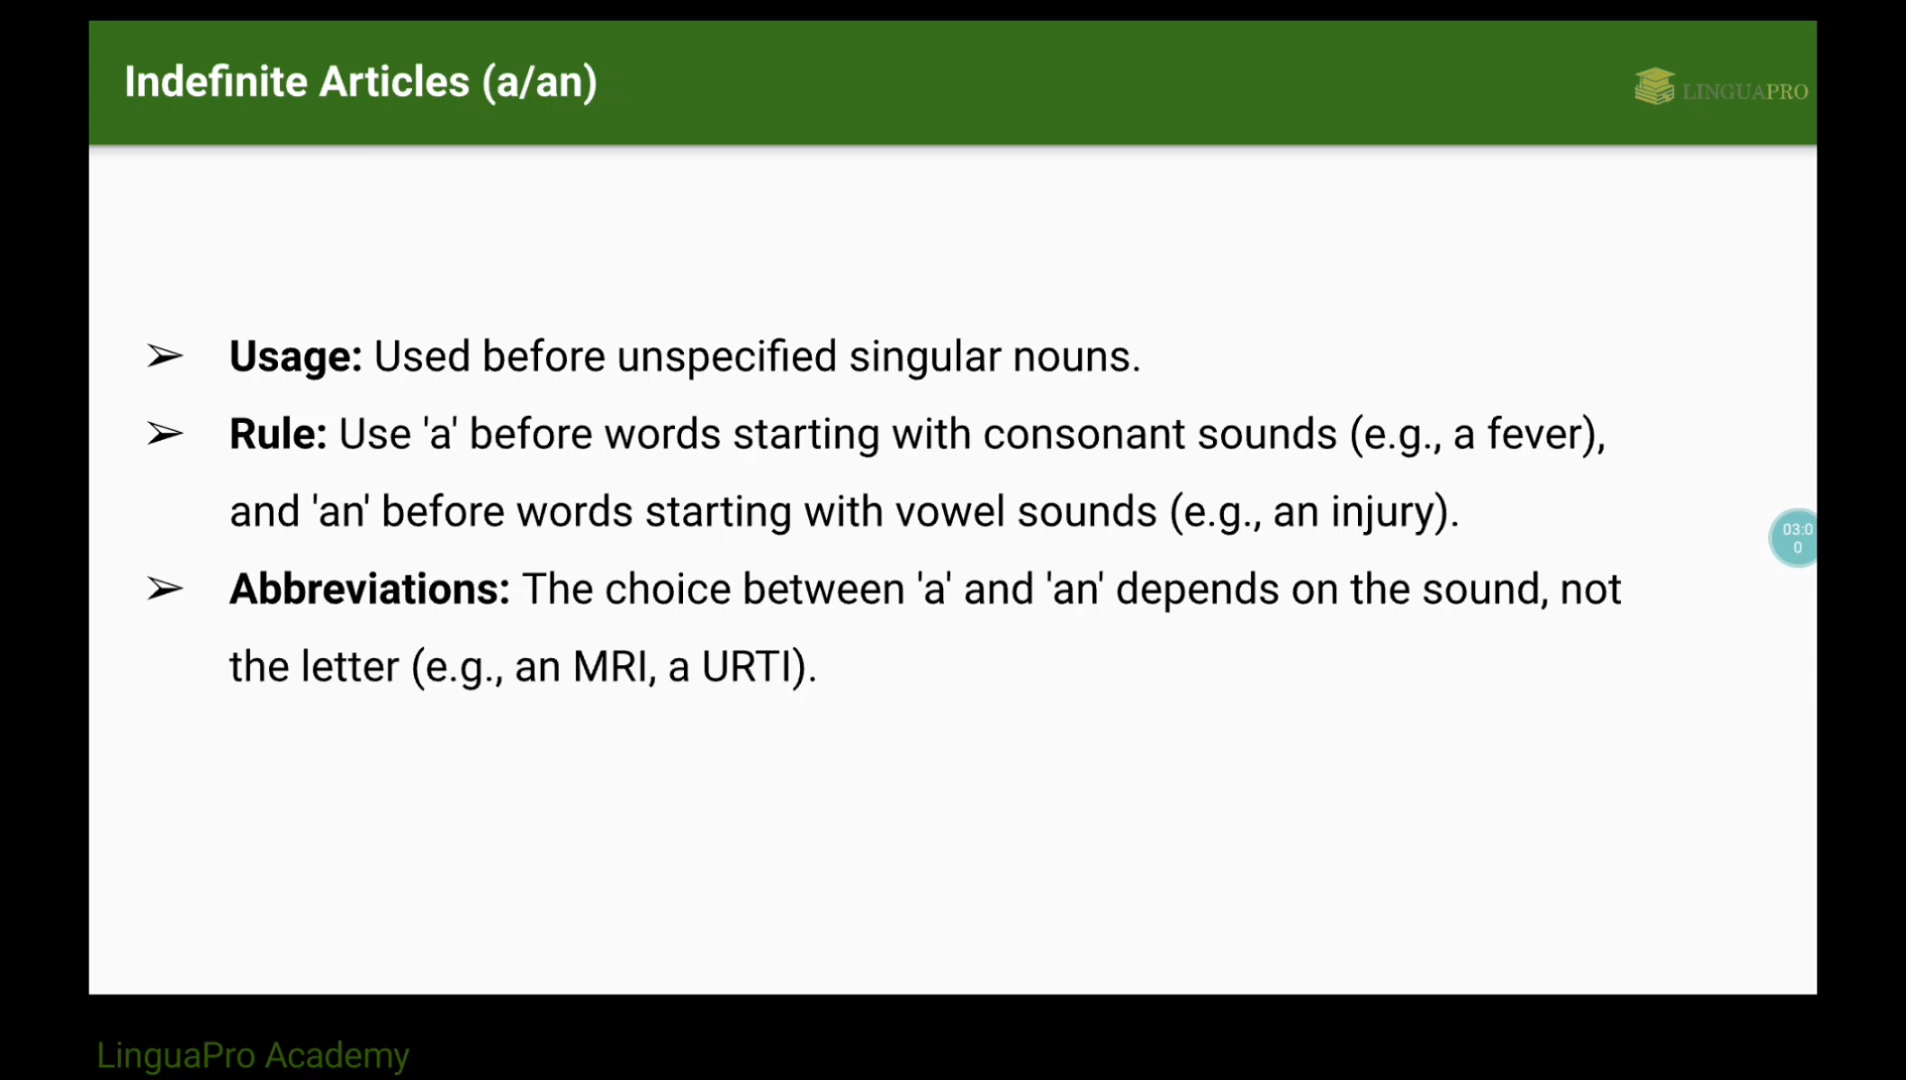 Indefinite Articles (a/an)
LINGUAPRO
➢ Usage: Used before unspecified singular nouns.
➢ Rule: Use 'a' before words starting with consonant sounds (e.g., a fever),
and 'an' before words starting with vowel sounds (e.g., an injury).
03:0
0
➢ Abbreviations: The choice between 'a' and 'an' depends on the sound, not
the letter (e.g., an MRI, a URTI).
LinguaPro Academy